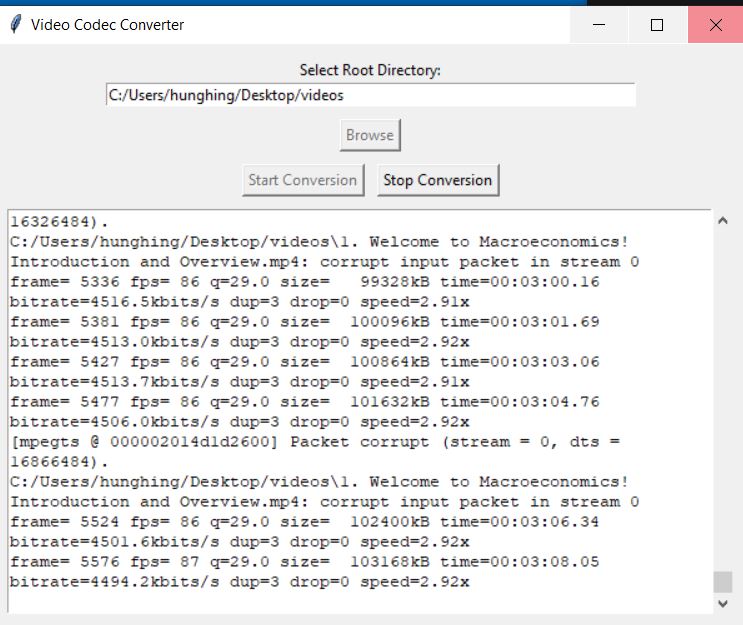 Video Codec Converter
Select Root Directory:
C:/Users/hunghing/Desktop/videos
Browse
Start Conversion Stop Conversion
16326484).
C:/Users/hunghing/Desktop/videos\1. Welcome to Macroeconomics!
Introduction and Overview.mp4: corrupt input packet in stream 0
frame= 5336 fps= 86 q=29.0 size=   99328kB time=00:03:00.16
bitrate=4516.5kbits/s dup=3 drop=0 speed=2.91x
frame= 5381 fps= 86 q=29.0 size=  100096kB time=00:03:01.69
bitrate=4513.0kbits/s dup=3 drop=0 speed=2.92x
frame= 5427 fps= 86 q=29.0 size=  100864kB time=00:03:03.06
bitrate=4513.7kbits/s dup=3 drop=0 speed=2.91x
frame= 5477 fps= 86 q=29.0 size=  101632kB time=00:03:04.76
bitrate=4506.0kbits/s dup=3 drop=0 speed=2.92x
[mpegts @ 000002014d1d2600] Packet corrupt (stream = 0, dts =
16866484).
C:/Users/hunghing/Desktop/videos\1. Welcome to Macroeconomics!
Introduction and Overview.mp4: corrupt input packet in stream 0
frame= 5524 fps= 86 q=29.0 size=  102400kB time=00:03:06.34
bitrate=4501.6kbits/s dup=3 drop=0 speed=2.92x
frame= 5576 fps= 87 q=29.0 size=  103168kB time=00:03:08.05
bitrate=4494.2kbits/s dup=3 drop=0 speed=2.92x